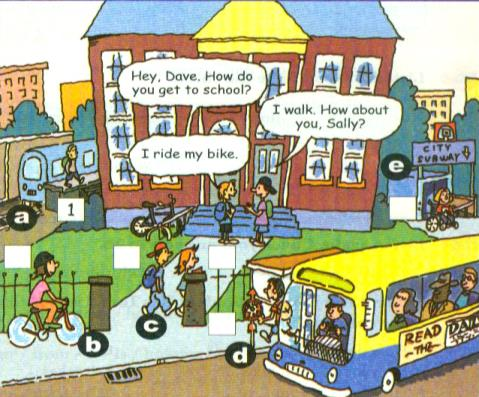 Hey, Dave. How do
you get to school?
I walk. How about
you, Sally?
I ride my bike.
e
CITY
SUBWAY
a
1
b
c
d
READ
THE